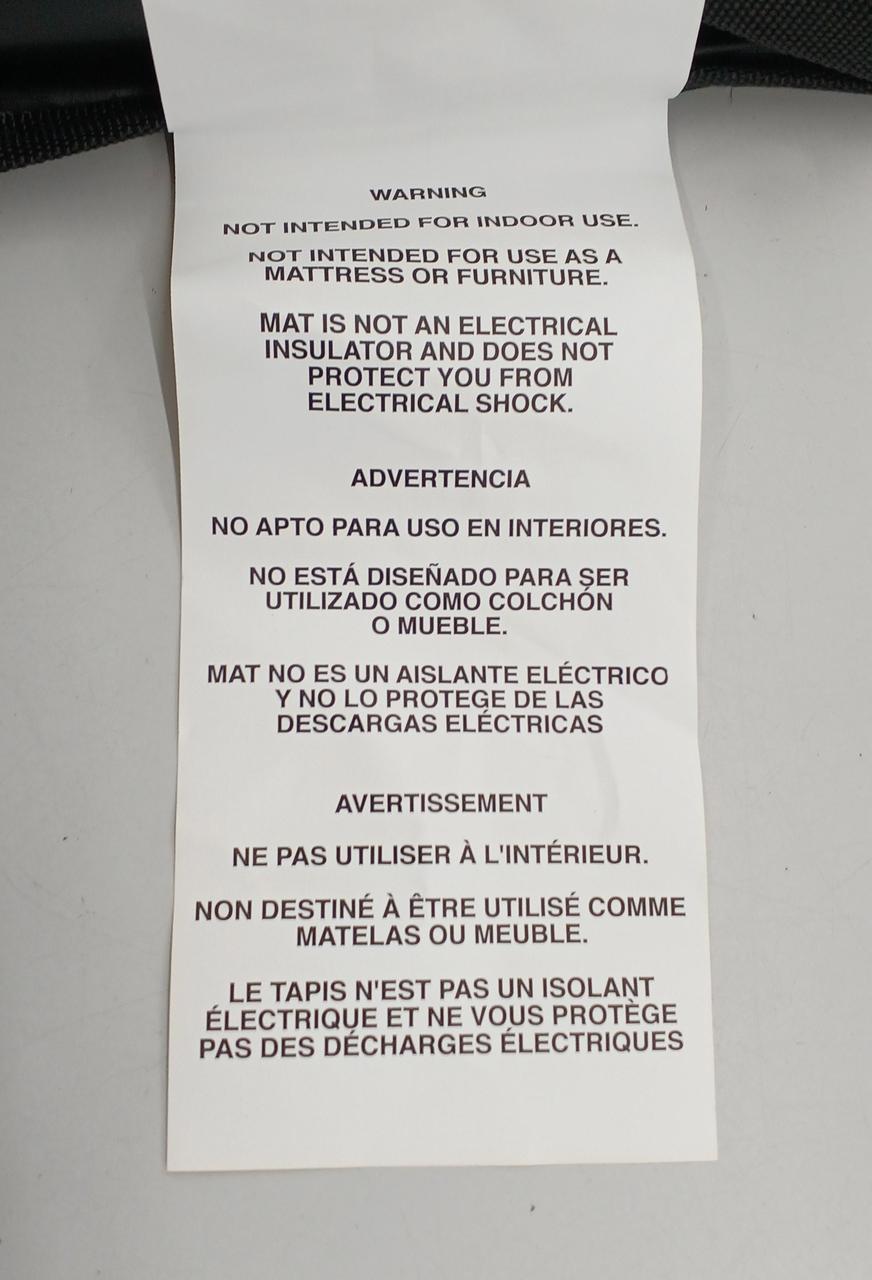 WARNING
NOT INTENDED FOR INDOOR USE.
NOT INTENDED FOR USE AS A
MATTRESS OR FURNITURE.
MAT IS NOT AN ELECTRICAL
INSULATOR AND DOES NOT
PROTECT YOU FROM
ELECTRICAL SHOCK.
ADVERTENCIA
NO APTO PARA USO EN INTERIORES.
NO ESTÁ DISEÑADO PARA SER
UTILIZADO COMO COLCHÓN
O MUEBLE.
MAT NO ES UN AISLANTE ELÉCTRICO
Y NO LO PROTEGE DE LAS
DESCARGAS ELÉCTRICAS
AVERTISSEMENT
NE PAS UTILISER À L'INTÉRIEUR.
NON DESTINÉ À ÊTRE UTILISÉ COMME
MATELAS OU MEUBLE.
LE TAPIS N'EST PAS UN ISOLANT
ÉLECTRIQUE ET NE VOUS PROTÈGE
PAS DES DÉCHARGES ÉLECTRIQUES